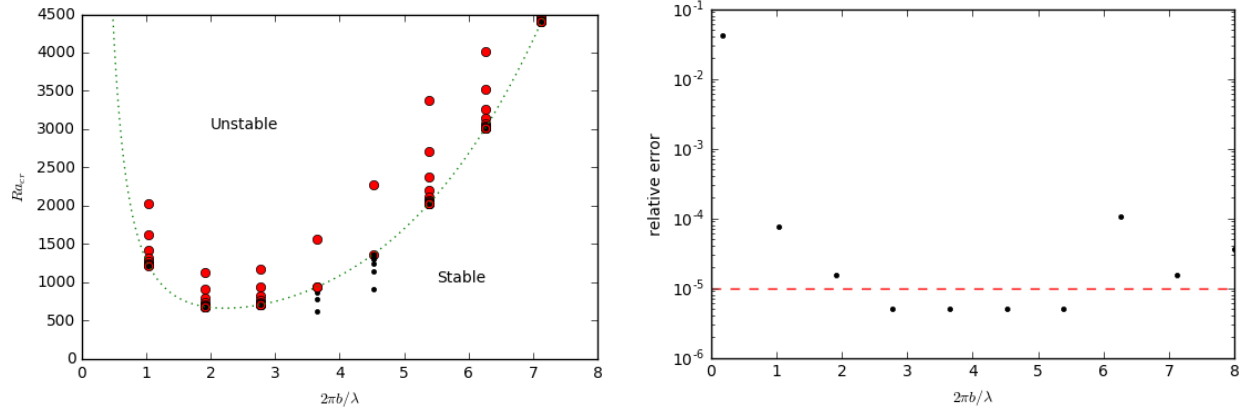 4500
4000
3500
3000
2500
2000
1500
1000
500
0
Ra_cr
Unstable
Stable
0 1 2 3 4 5 6 7 8
2πb/λ
10^-1
10^-2
10^-3
10^-4
10^-5
10^-6
relative error
0 1 2 3 4 5 6 7 8
2πb/λ